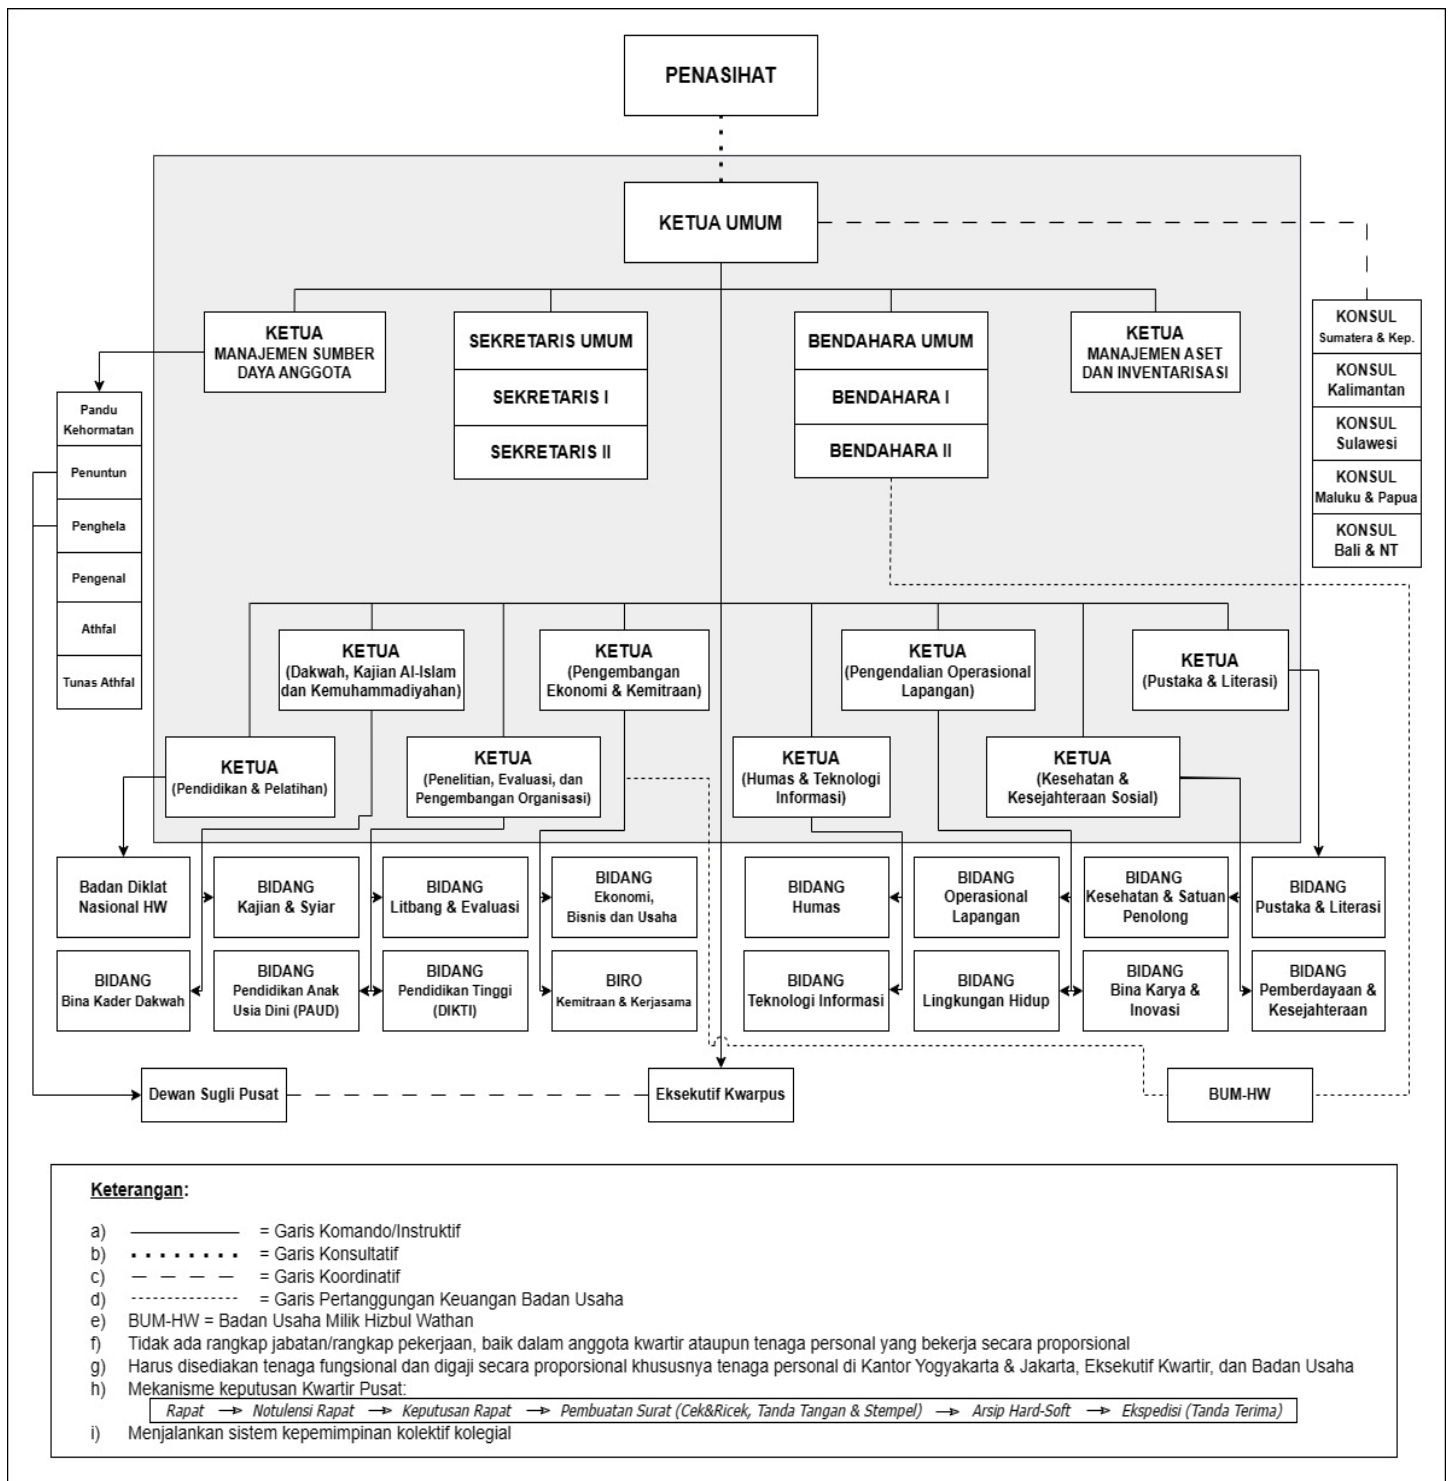 PENASIHAT
KETUA UMUM
KETUA
MANAJEMEN SUMBER
DAYA ANGGOTA
SEKRETARIS UMUM
SEKRETARIS I
SEKRETARIS II
BENDAHARA UMUM
BENDAHARA I
BENDAHARA II
KETUA
MANAJEMEN ASET
DAN INVENTARISASI
KONSUL
Sumatera & Kep.
KONSUL
Kalimantan
KONSUL
Sulawesi
KONSUL
Maluku & Papua
KONSUL
Bali & NT
Pandu
Kehormatan
Penuntun
Penghela
Pengenal
Athfal
Tunas Athfal
KETUA
(Dakwah, Kajian Al-Islam
dan Kemuhammadiyahan)
KETUA
(Pengembangan
Ekonomi & Kemitraan)
KETUA
(Pengendalian Operasional
Lapangan)
KETUA
(Pustaka & Literasi)
KETUA
(Pendidikan & Pelatihan)
KETUA
(Penelitian, Evaluasi, dan
Pengembangan Organisasi)
KETUA
(Humas & Teknologi
Informasi)
KETUA
(Kesehatan &
Kesejahteraan Sosial)
Badan Diklat
Nasional HW
BIDANG
Kajian & Syiar
BIDANG
Litbang & Evaluasi
BIDANG
Ekonomi,
Bisnis dan Usaha
BIDANG
Humas
BIDANG
Operasional
Lapangan
BIDANG
Kesehatan & Satuan
Penolong
BIDANG
Pustaka & Literasi
BIDANG
Bina Kader Dakwah
BIDANG
Pendidikan Anak
Usia Dini (PAUD)
BIDANG
Pendidikan Tinggi
(DIKTI)
BIRO
Kemitraan & Kerjasama
BIDANG
Teknologi Informasi
BIDANG
Lingkungan Hidup
BIDANG
Bina Karya &
Inovasi
BIDANG
Pemberdayaan &
Kesejahteraan
Dewan Sugli Pusat
Eksekutif Kwarpus
BUM-HW
Keterangan:
a) = Garis Komando/Instruktif
b) = Garis Konsultatif
c) = Garis Koordinatif
d) = Garis Pertanggungan Keuangan Badan Usaha
e) BUM-HW = Badan Usaha Milik Hizbul Wathan
f) Tidak ada rangkap jabatan/rangkap pekerjaan, baik dalam anggota kwartir ataupun tenaga personal yang bekerja secara proporsional
g) Harus disediakan tenaga fungsional dan digaji secara proporsional khususnya tenaga personal di Kantor Yogyakarta & Jakarta, Eksekutif Kwartir, dan Badan Usaha
h) Mekanisme keputusan Kwartir Pusat:
Rapat → Notulensi Rapat → Keputusan Rapat → Pembuatan Surat (Cek&Ricek, Tanda Tangan & Stempel) → Arsip Hard-Soft → Ekspedisi (Tanda Terima)
i) Menjalankan sistem kepemimpinan kolektif kolegial